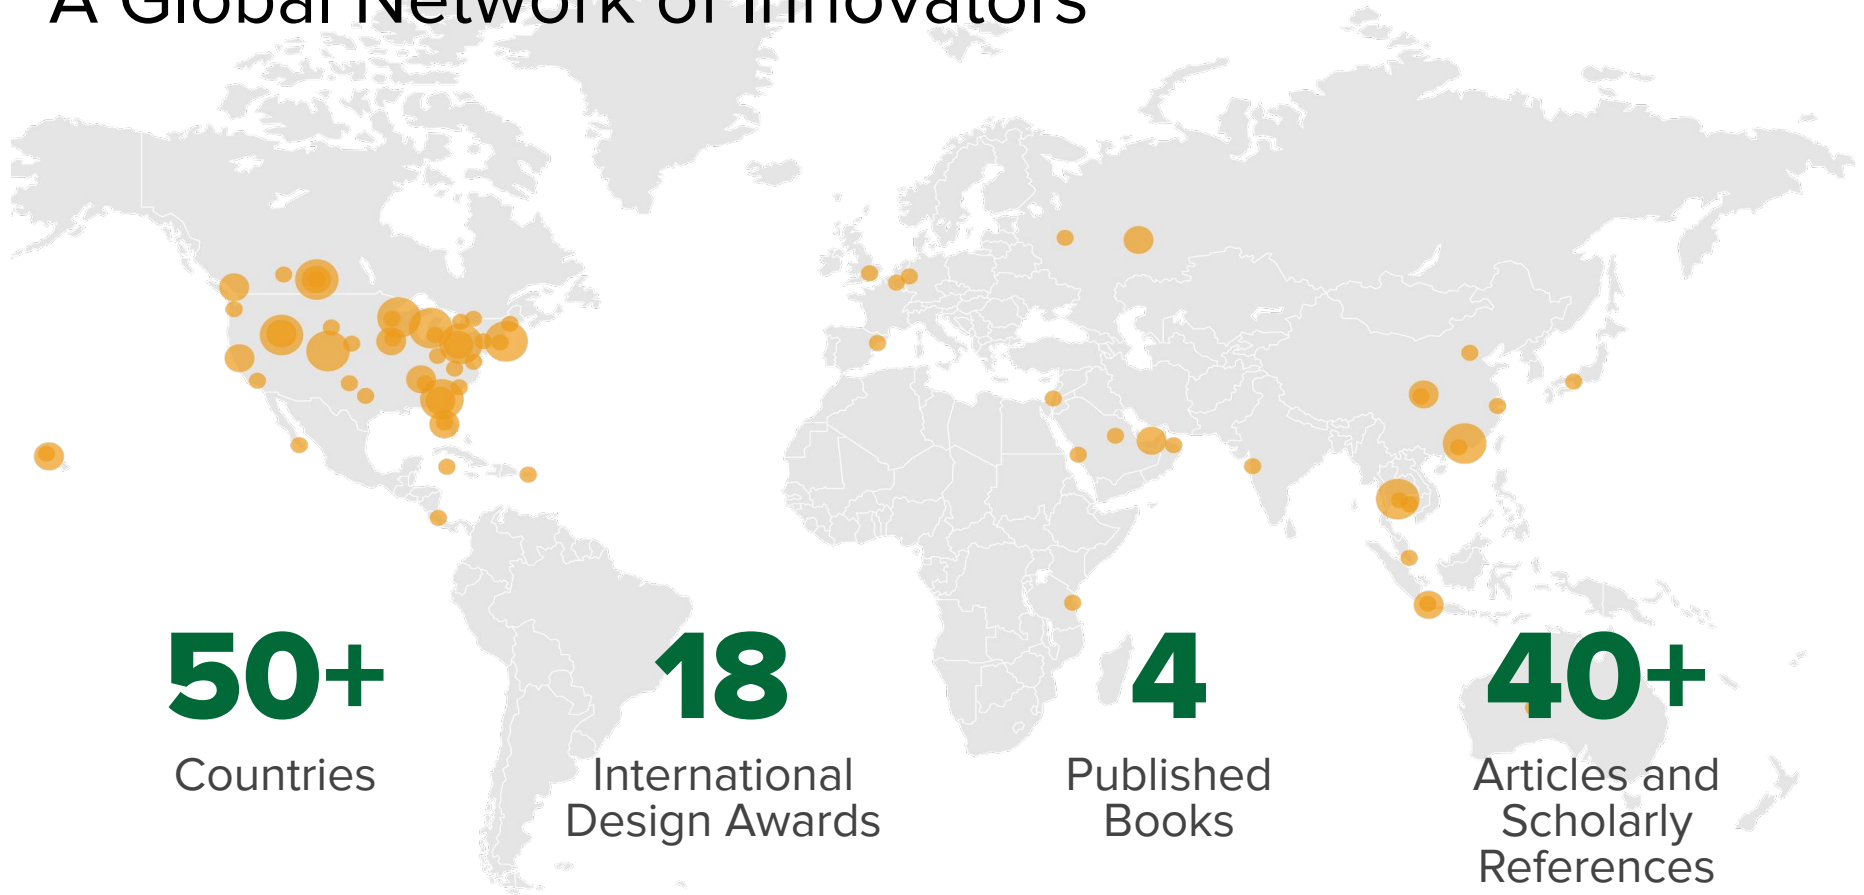 A Global Network of Innovators
50+
Countries
18
International
Design Awards
4
Published
Books
40+
Articles and
Scholarly
References